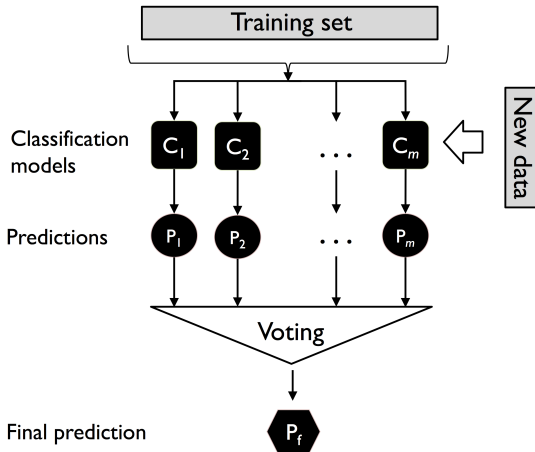 Training set
Classification
models
C1 C2 ... Cm
New data
Predictions
P1 P2 ... Pm
Voting
Final prediction
Pf